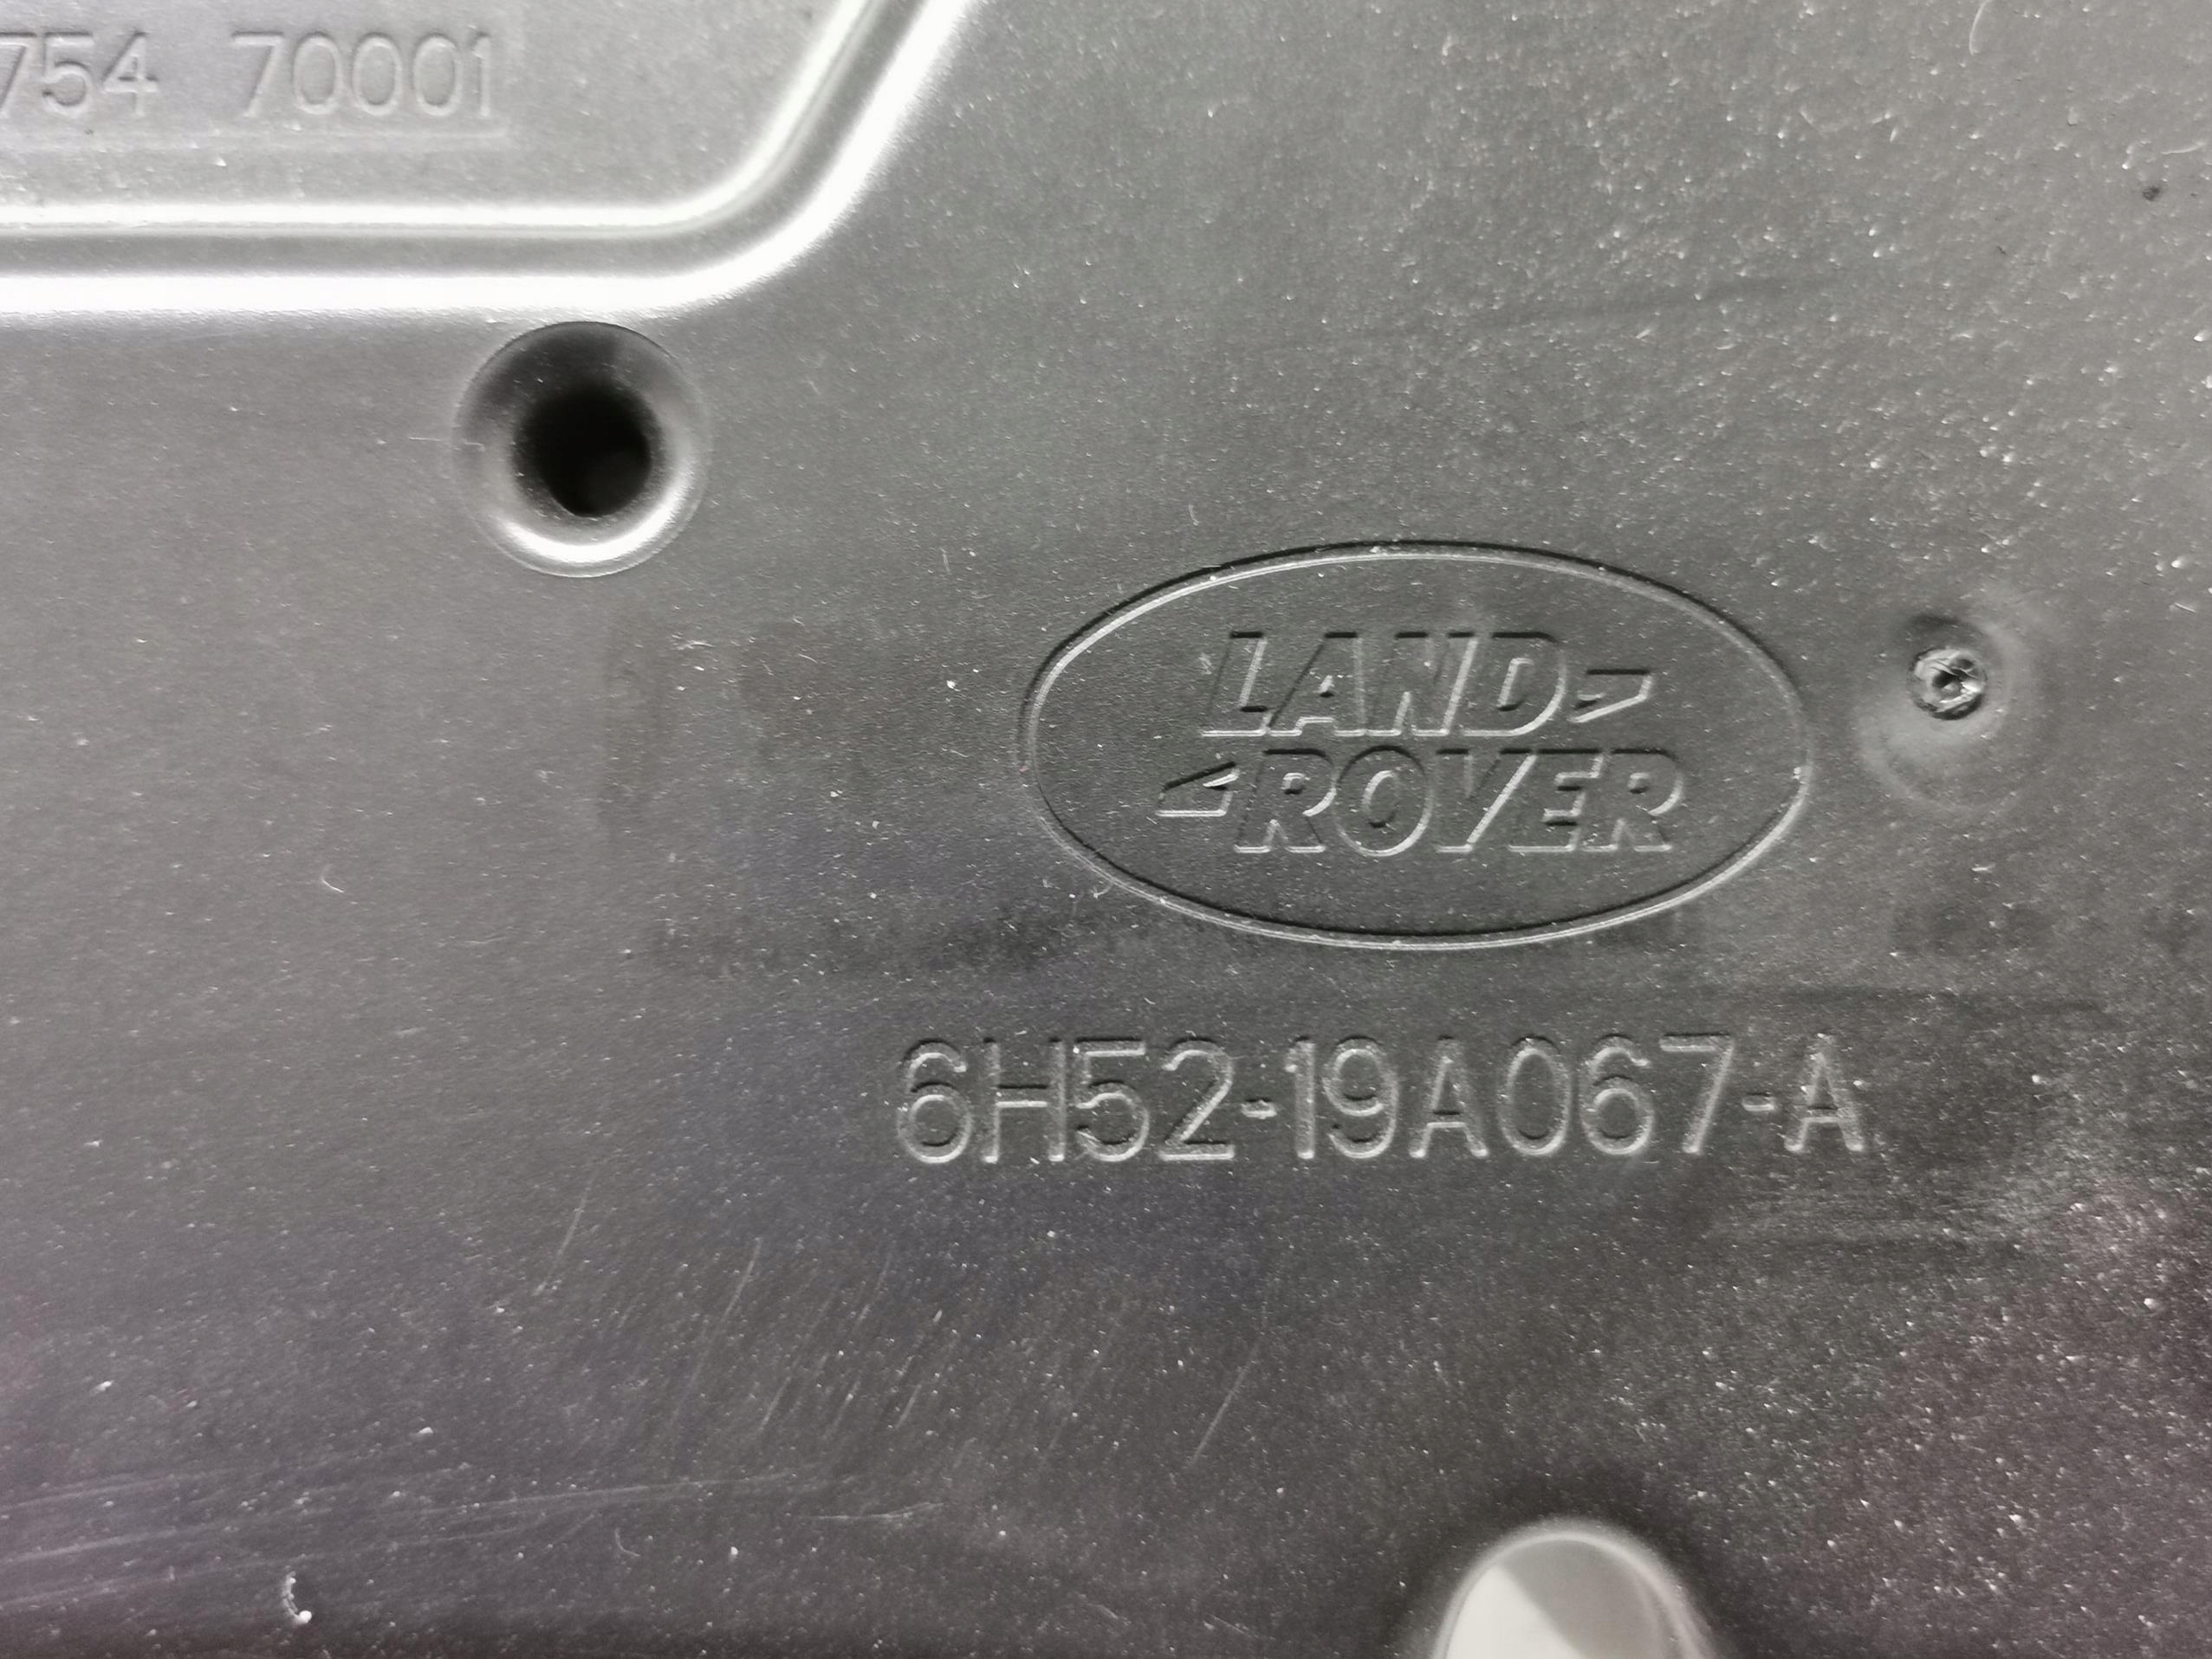 754 70001
LAND
ROVER
6H52-19A067-A